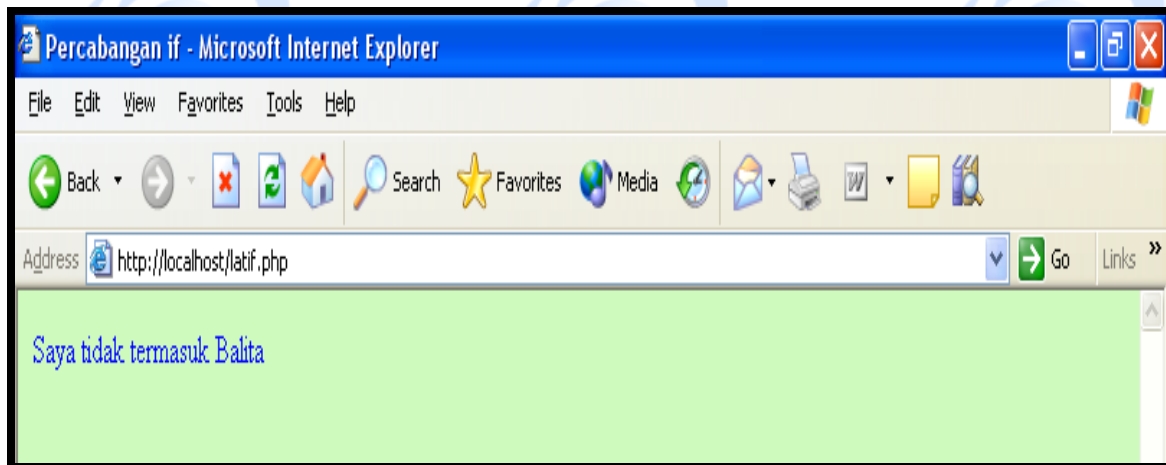 Percabangan if - Microsoft Internet Explorer
File Edit View Favorites Tools Help
Back Search Favorites Media W
Address http://localhost/latif.php Go Links »
Saya tidak termasuk Balita